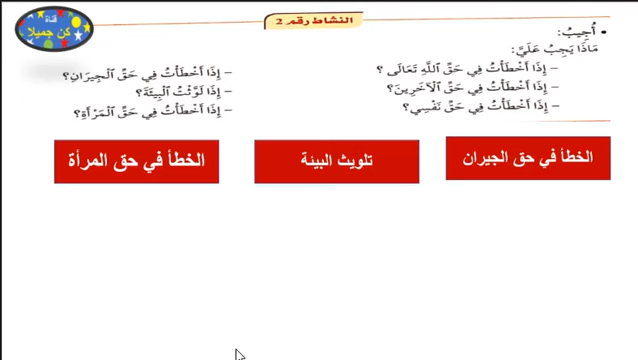 قناة
كن جميلا
النشاط رقم 2
• أُجِيبُ:
مَاذَا يَجِبُ عَلَيَّ:
– إِذَا أَخْطَأْتُ فِي حَقِّ اللَّهِ تَعَالَى ؟
– إِذَا أَخْطَأْتُ فِي حَقِّ الْآخَرِينَ؟
– إِذَا أَخْطَأْتُ فِي حَقِّ نَفْسِي؟
– إِذَا أَخْطَأْتُ فِي حَقِّ الْجِيرَانِ؟
– إِذَا لَوَّثْتُ الْبِيئَةَ؟
– إِذَا أَخْطَأْتُ فِي حَقِّ الْمَرْأَةِ؟
الخطأ في حق الجيران
تلويث البيئة
الخطأ في حق المرأة